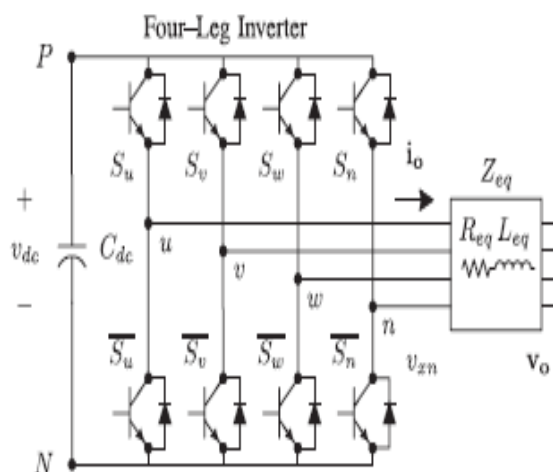 Four–Leg Inverter
P
S_u S_v S_w S_n
i_o
Z_eq
+
v_dc C_dc
−
u
v
w
n
R_eq L_eq
S̅_u S̅_v S̅_w S̅_n
v_xn
v_o
N